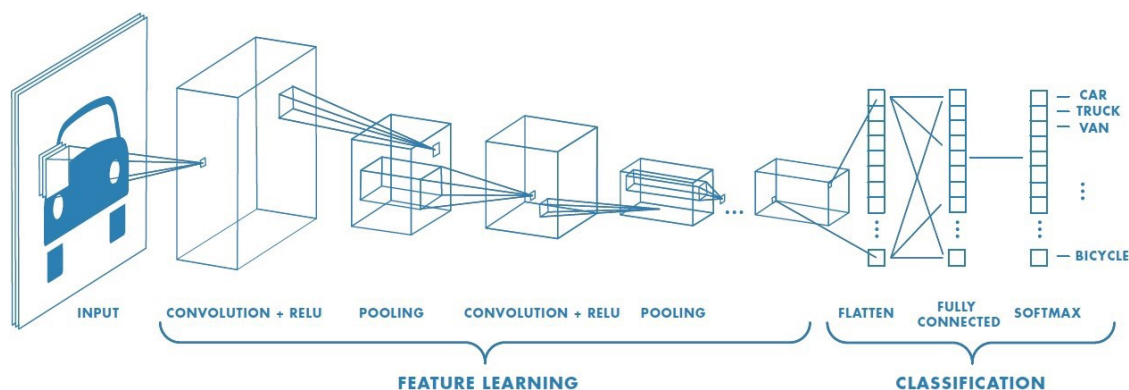 CAR
TRUCK
VAN
...
BICYCLE
INPUT
CONVOLUTION + RELU
POOLING
CONVOLUTION + RELU
POOLING
FLATTEN
FULLY
CONNECTED
SOFTMAX
FEATURE LEARNING
CLASSIFICATION